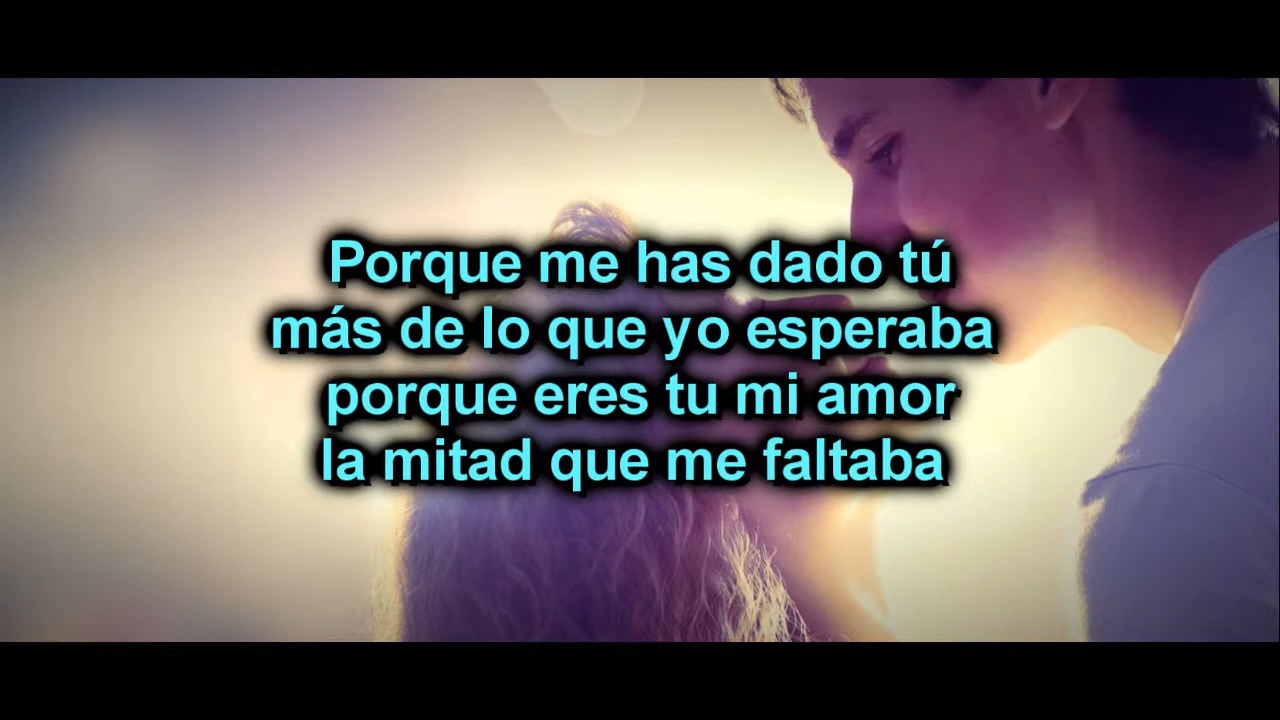 Porque me has dado tú
más de lo que yo esperaba
porque eres tu mi amor
la mitad que me faltaba